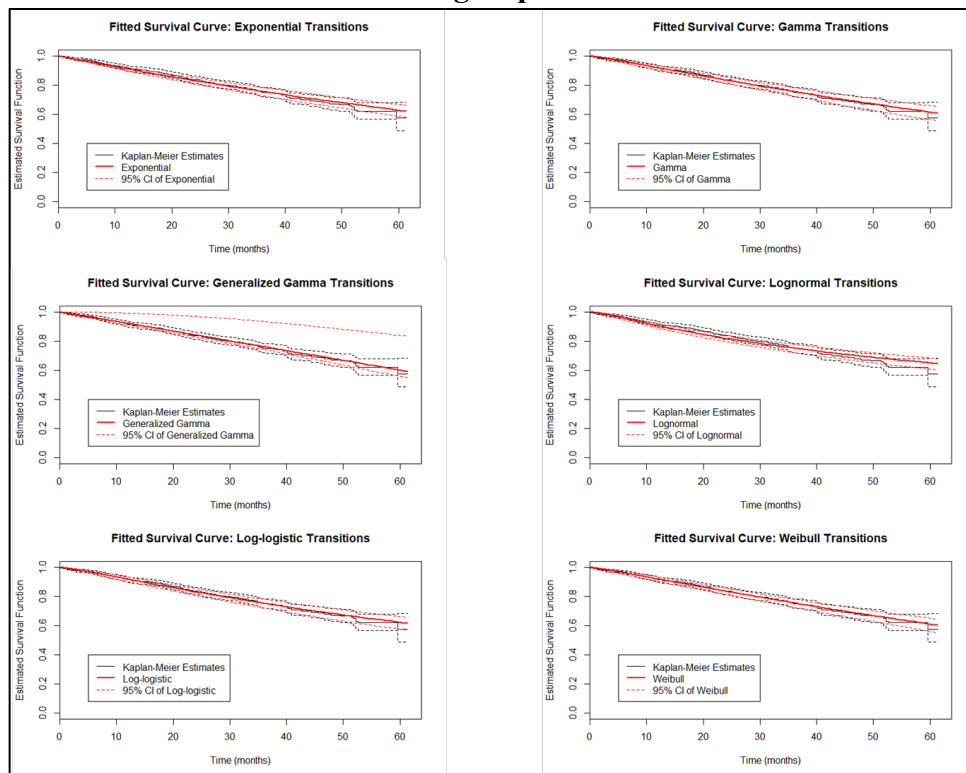 Fitted Survival Curve: Exponential Transitions
Estimated Survival Function
1.0
0.8
0.6
0.4
0.2
0.0
Kaplan-Meier Estimates
Exponential
95% CI of Exponential
0 10 20 30 40 50 60
Time (months)
Fitted Survival Curve: Gamma Transitions
Estimated Survival Function
1.0
0.8
0.6
0.4
0.2
0.0
Kaplan-Meier Estimates
Gamma
95% CI of Gamma
0 10 20 30 40 50 60
Time (months)
Fitted Survival Curve: Generalized Gamma Transitions
Estimated Survival Function
1.0
0.8
0.6
0.4
0.2
0.0
Kaplan-Meier Estimates
Generalized Gamma
95% CI of Generalized Gamma
0 10 20 30 40 50 60
Time (months)
Fitted Survival Curve: Lognormal Transitions
Estimated Survival Function
1.0
0.8
0.6
0.4
0.2
0.0
Kaplan-Meier Estimates
Lognormal
95% CI of Lognormal
0 10 20 30 40 50 60
Time (months)
Fitted Survival Curve: Log-logistic Transitions
Estimated Survival Function
1.0
0.8
0.6
0.4
0.2
0.0
Kaplan-Meier Estimates
Log-logistic
95% CI of Log-logistic
0 10 20 30 40 50 60
Time (months)
Fitted Survival Curve: Weibull Transitions
Estimated Survival Function
1.0
0.8
0.6
0.4
0.2
0.0
Kaplan-Meier Estimates
Weibull
95% CI of Weibull
0 10 20 30 40 50 60
Time (months)